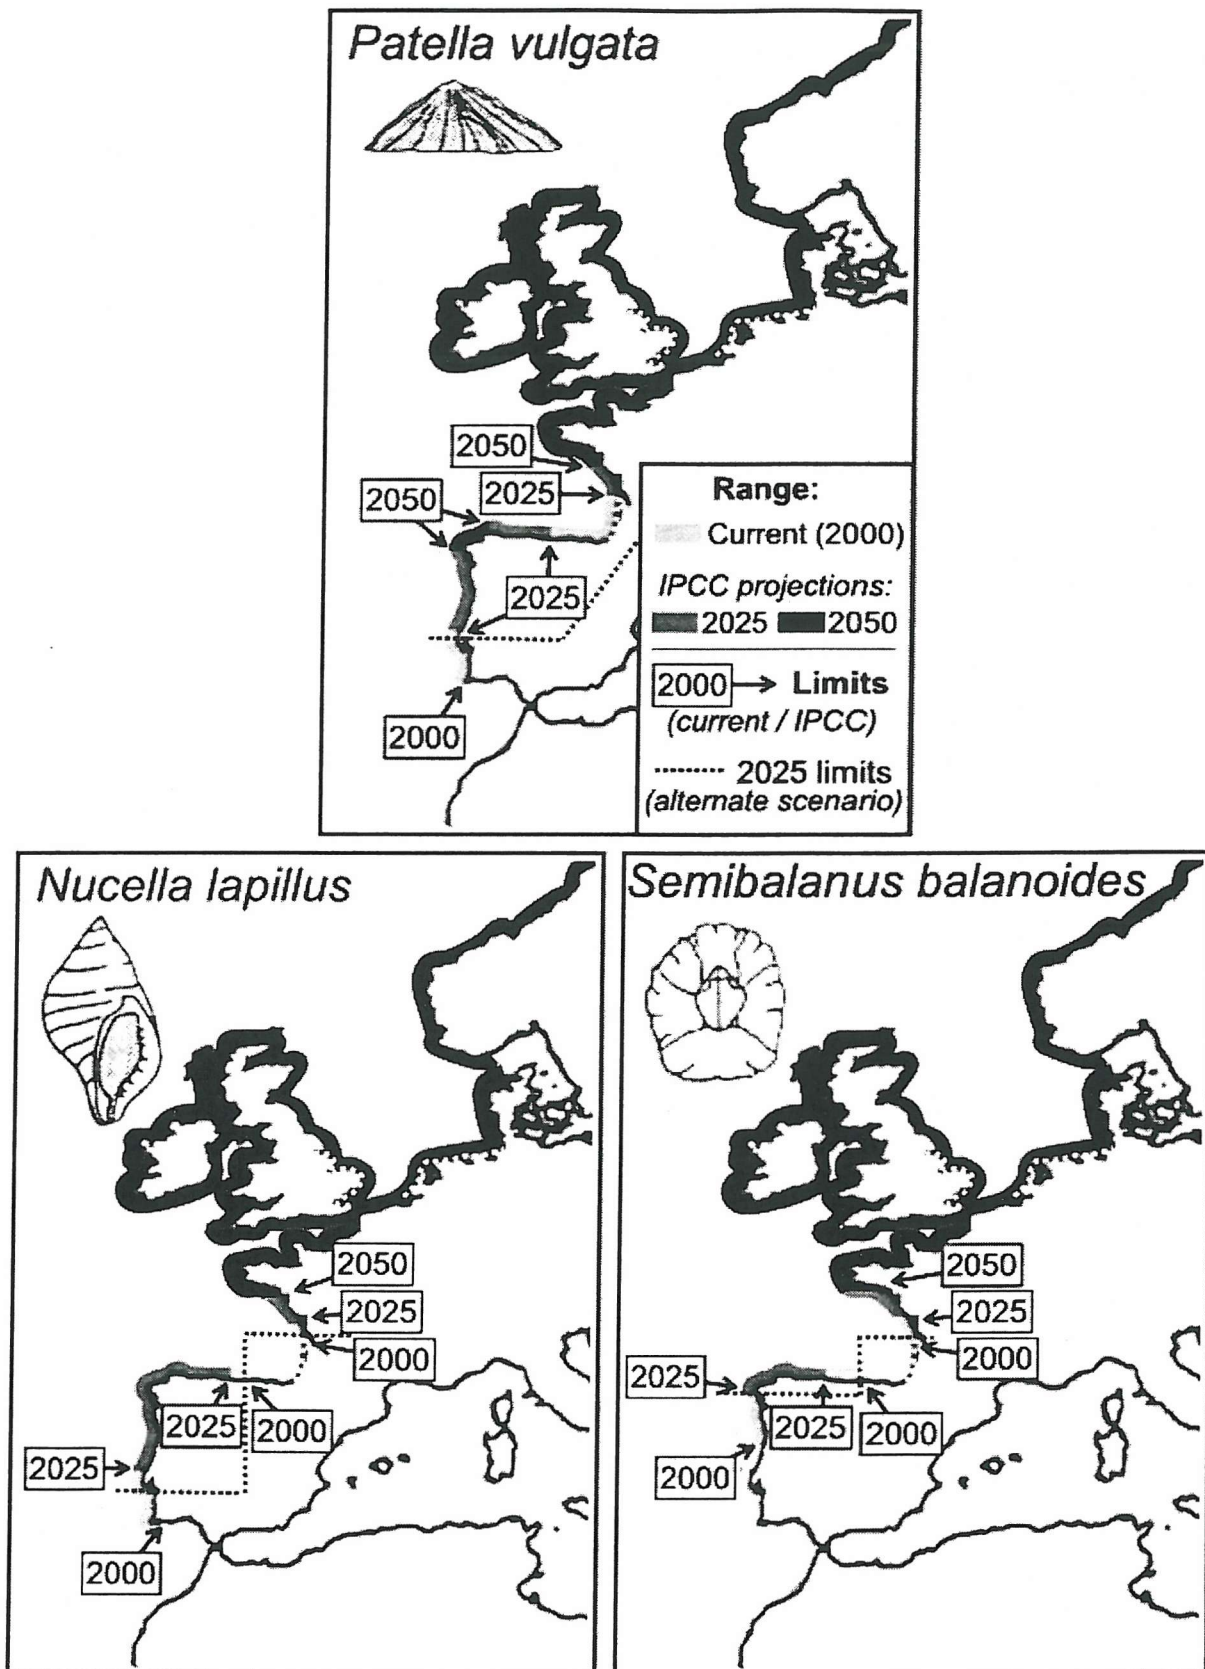 Patella vulgata
2050
2050
2025
2025
2000
Range:
Current (2000)
IPCC projections:
2025 2050
2000 Limits
(current / IPCC)
2025 limits
(alternate scenario)
Nucella lapillus
2050
2025
2000
2025
2000
2025
2000
Semibalanus balanoides
2050
2025
2000
2025
2025
2000
2000